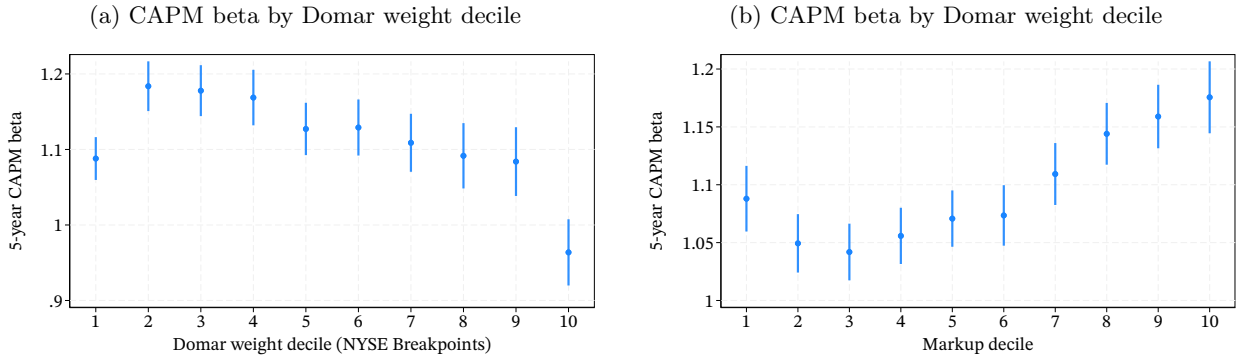 (a) CAPM beta by Domar weight decile
5-year CAPM beta
1.2
1.1
1
.9
1 2 3 4 5 6 7 8 9 10
Domar weight decile (NYSE Breakpoints)
(b) CAPM beta by Domar weight decile
5-year CAPM beta
1.2
1.15
1.1
1.05
1
1 2 3 4 5 6 7 8 9 10
Markup decile